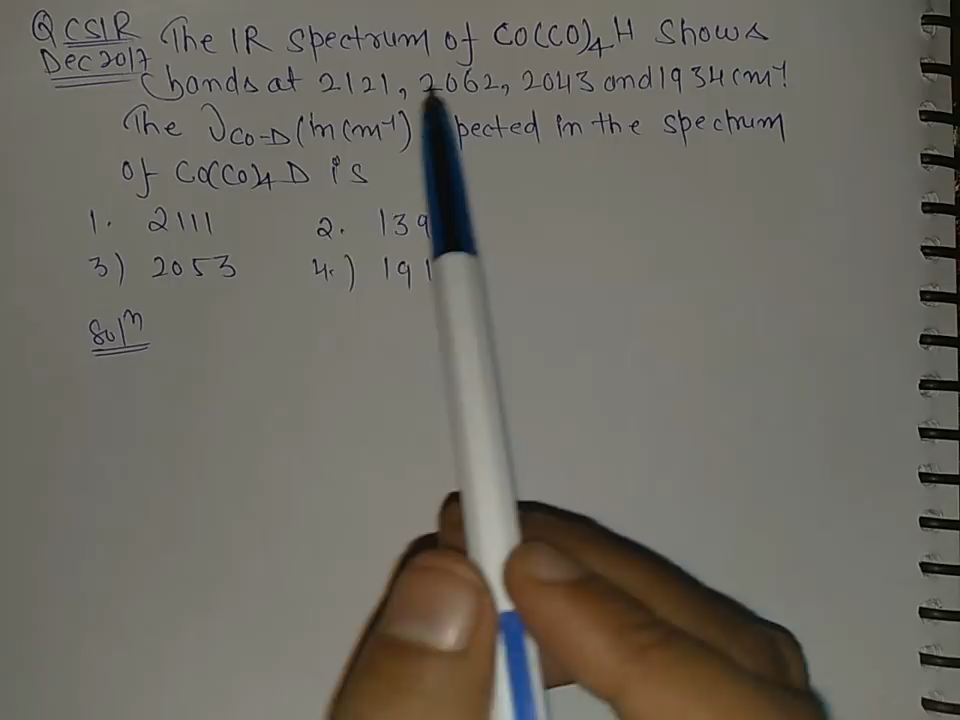 Q CSIR The IR spectrum of Co(CO)4H shows
Dec 2017 bands at 2121, 2062, 2043 and 1934 cm-1
The νCO-D (in cm-1) pected in the spectrum
of Co(CO)4 D is
1. 2111 2. 139
3) 2053 4.) 191
Soln